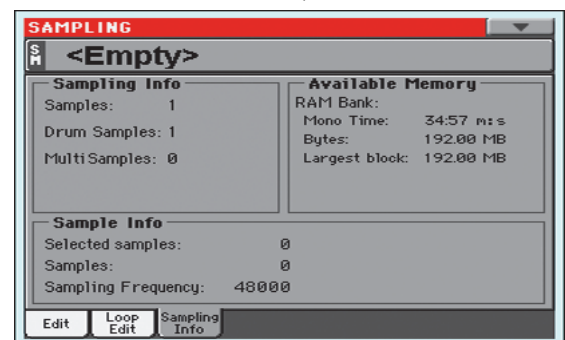 SAMPLING
SM <Empty>
Sampling Info
Samples: 1
Drum Samples: 1
MultiSamples: 0
Available Memory
RAM Bank:
Mono Time: 34:57 m:s
Bytes: 192.00 MB
Largest block: 192.00 MB
Sample Info
Selected samples: 0
Samples: 0
Sampling Frequency: 48000
Edit
Loop Edit
Sampling Info